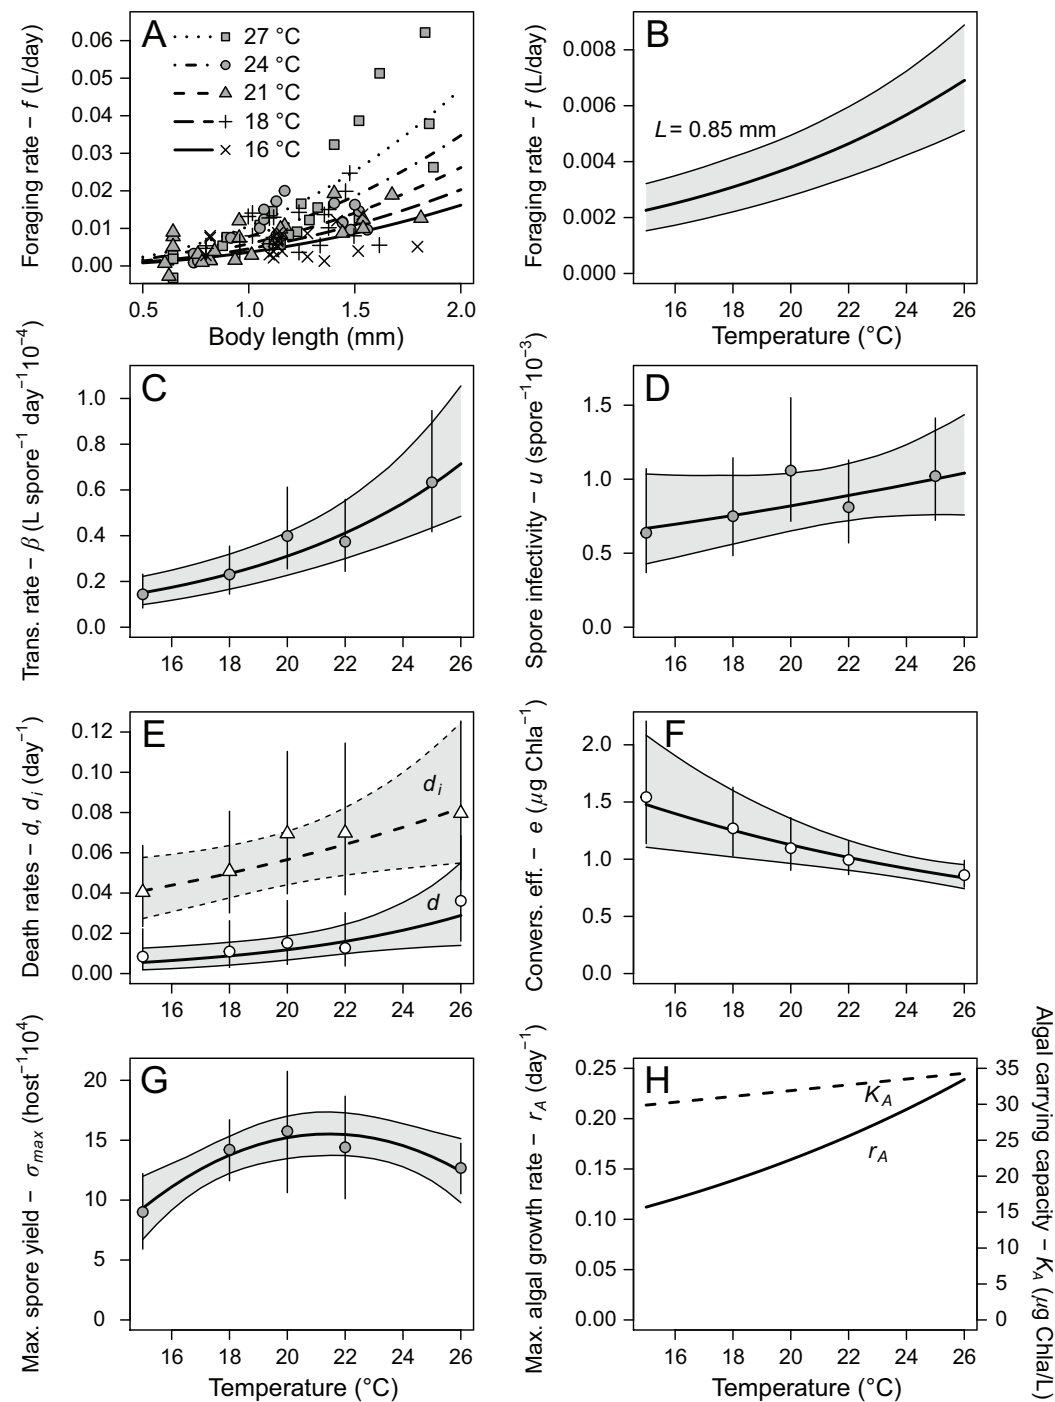 A
27 °C
24 °C
21 °C
18 °C
16 °C
Foraging rate − f (L/day)
0.06
0.05
0.04
0.03
0.02
0.01
0.00
0.5 1.0 1.5 2.0
Body length (mm)
B
L = 0.85 mm
Foraging rate − f (L/day)
0.008
0.006
0.004
0.002
0.000
16 18 20 22 24 26
Temperature (°C)
C
Trans. rate − β (L spore⁻¹ day⁻¹10⁻⁴)
1.0
0.8
0.6
0.4
0.2
0.0
16 18 20 22 24 26
D
Spore infectivity − u (spore⁻¹10⁻³)
1.5
1.0
0.5
0.0
16 18 20 22 24 26
E
d i
d
Death rates − d, d i (day⁻¹)
0.12
0.10
0.08
0.06
0.04
0.02
0.00
16 18 20 22 24 26
F
Convers. eff. − e (µg Chla⁻¹)
2.0
1.5
1.0
0.5
0.0
16 18 20 22 24 26
G
Max. spore yield − σmax (host⁻¹10⁴)
20
15
10
5
0
16 18 20 22 24 26
Temperature (°C)
H
KA
rA
Max. algal growth rate − rA (day⁻¹)
0.25
0.20
0.15
0.10
0.05
0.00
16 18 20 22 24 26
Temperature (°C)
35
30
25
20
15
10
5
0
Algal carrying capacity − KA (µg Chla/L)